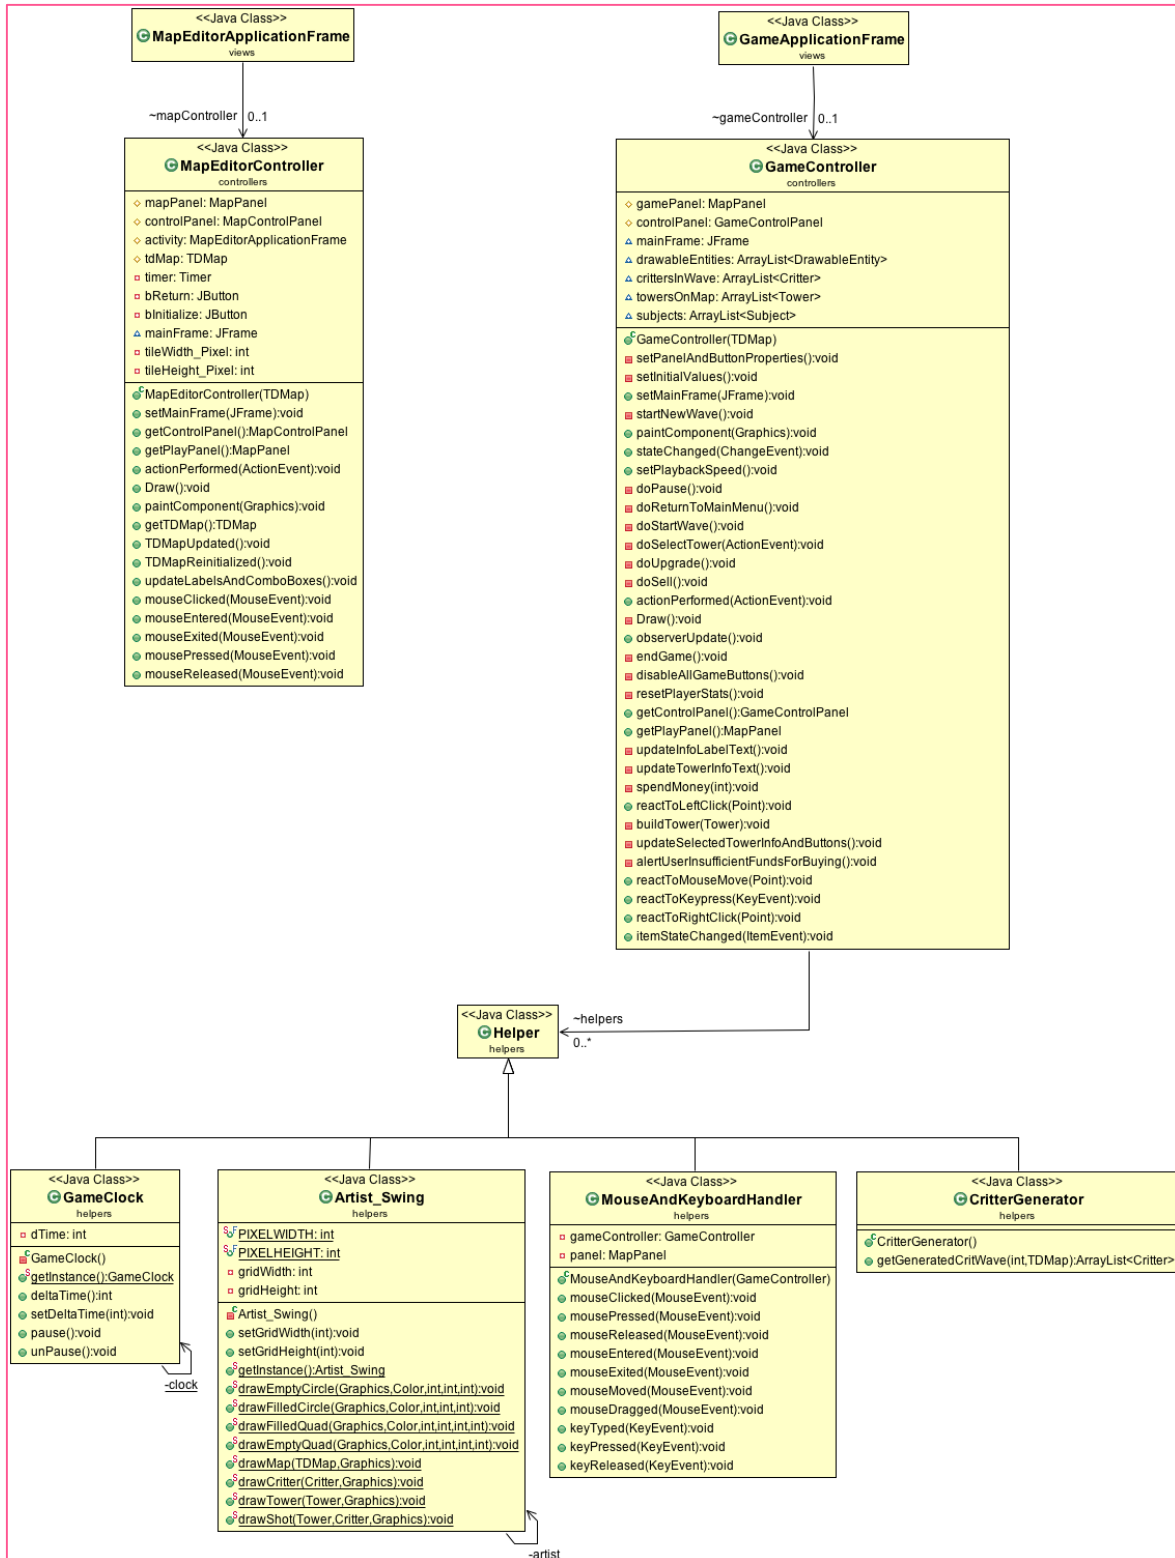 <<Java Class>>
MapEditorApplicationFrame
views
~mapController 0..1
<<Java Class>>
MapEditorController
controllers
mapPanel: MapPanel
controlPanel: MapControlPanel
activity: MapEditorApplicationFrame
tdMap: TDMap
timer: Timer
bReturn: JButton
bInitialize: JButton
mainFrame: JFrame
tileWidth_Pixel: int
tileHeight_Pixel: int
MapEditorController(TDMap)
setMainFrame(JFrame):void
getControlPanel():MapControlPanel
getPlayPanel():MapPanel
actionPerformed(ActionEvent):void
Draw():void
paintComponent(Graphics):void
getTDMap():TDMap
TDMapUpdated():void
TDMapReinitialized():void
updateLabelsAndComboBoxes():void
mouseClicked(MouseEvent):void
mouseEntered(MouseEvent):void
mouseExited(MouseEvent):void
mousePressed(MouseEvent):void
mouseReleased(MouseEvent):void
<<Java Class>>
GameApplicationFrame
views
~gameController 0..1
<<Java Class>>
GameController
controllers
gamePanel: MapPanel
controlPanel: GameControlPanel
mainFrame: JFrame
drawableEntities: ArrayList<DrawableEntity>
crittersInWave: ArrayList<Critter>
towersOnMap: ArrayList<Tower>
subjects: ArrayList<Subject>
GameController(TDMap)
setPanelAndButtonProperties():void
setInitialValues():void
setMainFrame(JFrame):void
startNewWave():void
paintComponent(Graphics):void
stateChanged(ChangeEvent):void
setPlaybackSpeed():void
doPause():void
doReturnToMainMenu():void
doStartWave():void
doSelectTower(ActionEvent):void
doUpgrade():void
doSell():void
actionPerformed(ActionEvent):void
Draw():void
observerUpdate():void
endGame():void
disableAllGameButtons():void
resetPlayerStats():void
getControlPanel():GameControlPanel
getPlayPanel():MapPanel
updateInfoLabelText():void
updateTowerInfoText():void
spendMoney(int):void
reactToLeftClick(Point):void
buildTower(Tower):void
updateSelectedTowerInfoAndButtons():void
alertUserInsufficientFundsForBuying():void
reactToMouseMove(Point):void
reactToKeypress(KeyEvent):void
reactToRightClick(Point):void
itemStateChanged(ItemEvent):void
<<Java Class>>
Helper
helpers
~helpers
0..*
<<Java Class>>
GameClock
helpers
dTime: int
GameClock()
getInstance():GameClock
deltaTime():int
setDeltaTime(int):void
pause():void
unPause():void
-clock
<<Java Class>>
Artist_Swing
helpers
PIXELWIDTH: int
PIXELHEIGHT: int
gridWidth: int
gridHeight: int
Artist_Swing()
setGridWidth(int):void
setGridHeight(int):void
getInstance():Artist_Swing
drawEmptyCircle(Graphics,Color,int,int,int):void
drawFilledCircle(Graphics,Color,int,int,int):void
drawFilledQuad(Graphics,Color,int,int,int,int):void
drawEmptyQuad(Graphics,Color,int,int,int,int):void
drawMap(TDMap,Graphics):void
drawCritter(Critter,Graphics):void
drawTower(Tower,Graphics):void
drawShot(Tower,Critter,Graphics):void
-artist
<<Java Class>>
MouseAndKeyboardHandler
helpers
gameController: GameController
panel: MapPanel
MouseAndKeyboardHandler(GameController)
mouseClicked(MouseEvent):void
mousePressed(MouseEvent):void
mouseReleased(MouseEvent):void
mouseEntered(MouseEvent):void
mouseExited(MouseEvent):void
mouseMoved(MouseEvent):void
mouseDragged(MouseEvent):void
keyTyped(KeyEvent):void
keyPressed(KeyEvent):void
keyReleased(KeyEvent):void
<<Java Class>>
CritterGenerator
helpers
CritterGenerator()
getGeneratedCritWave(int,TDMap):ArrayList<Critter>